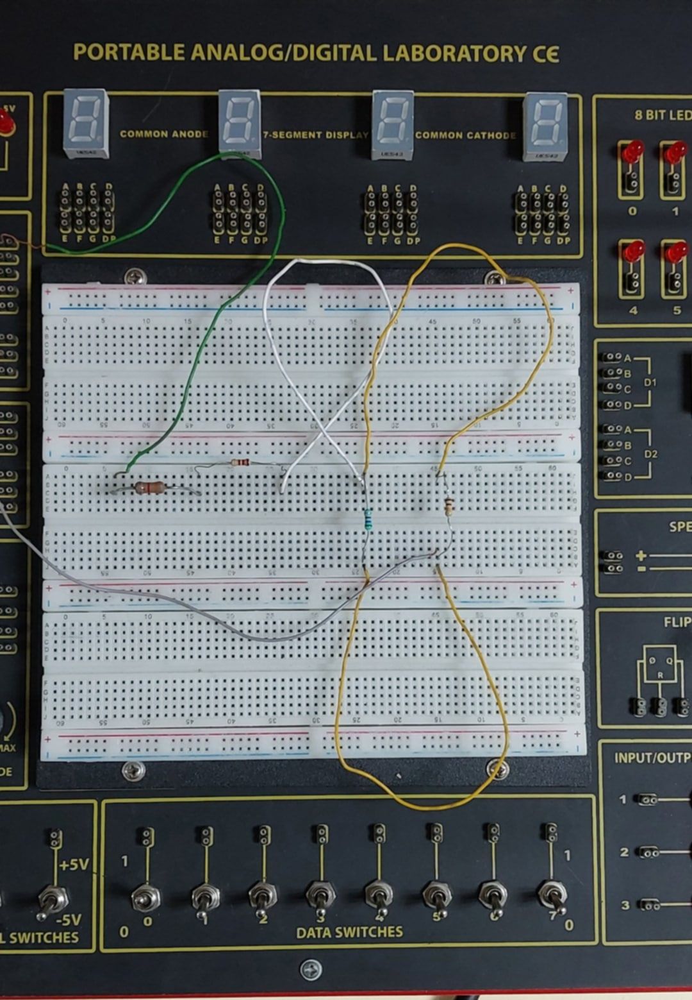 PORTABLE ANALOG/DIGITAL LABORATORY CE
5V
COMMON ANODE
7-SEGMENT DISPLAY
COMMON CATHODE
8 BIT LED
A B C D
A B C D
A B C D
A B C D
E F G DP
E F G DP
E F G DP
E F G DP
0
1
4
5
A
B
C
D
D1
A
B
C
D
D2
SPE
+
-
FLIP
Q
R
MAX
DE
INPUT/OUTP
1
2
3
+5V
-5V
L SWITCHES
1
0
0
1
2
3
4
5
6
7
1
0
DATA SWITCHES